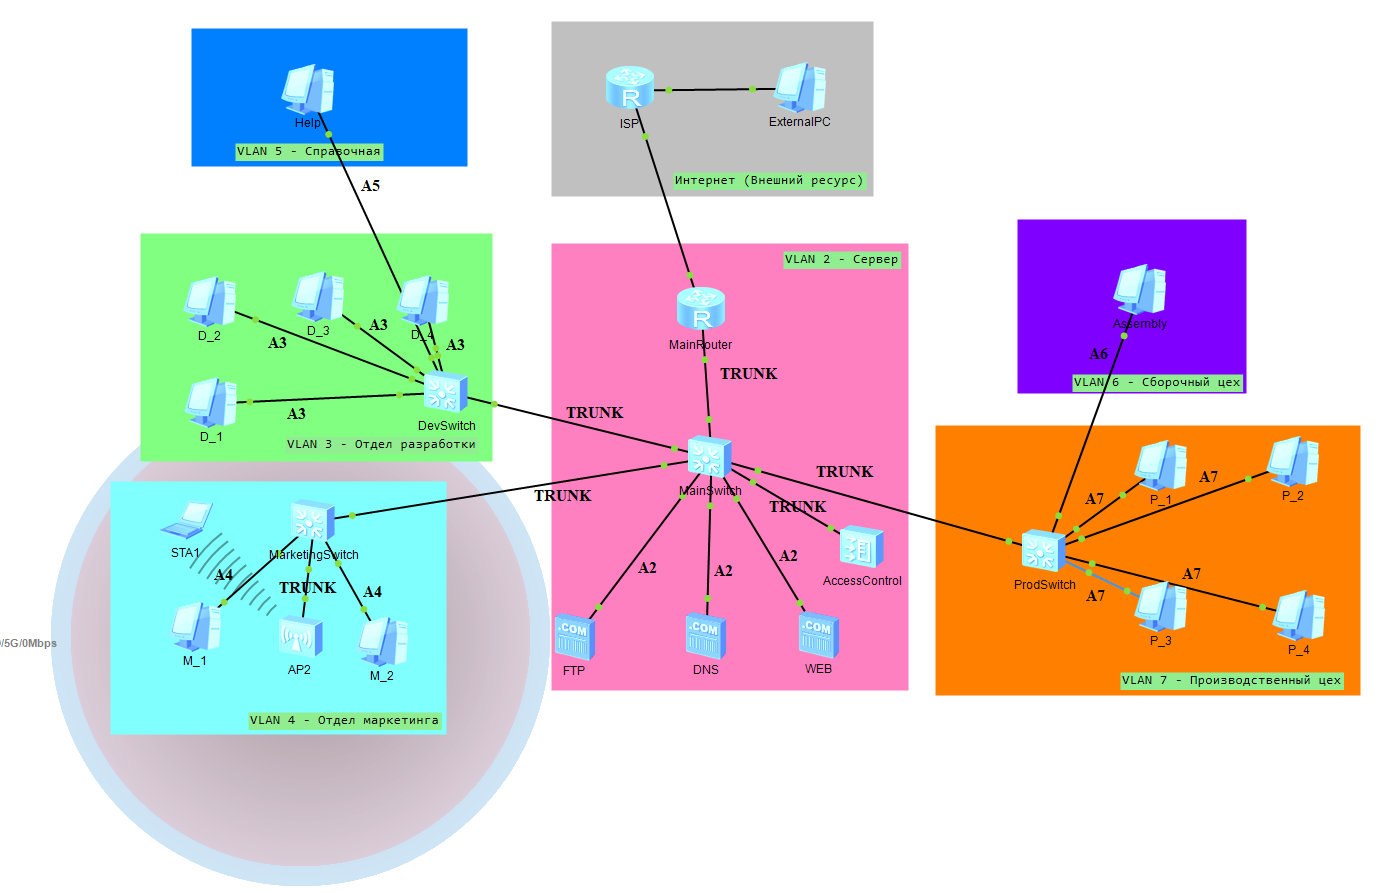 Help
VLAN 5 - Справочная
A5
R
ISP
ExternalPC
Интернет (Внешний ресурс)
VLAN 2 - Сервер
R
MainRouter
TRUNK
D_2
D_3
D_4
A3
A3
A3
D_1
A3
DevSwitch
VLAN 3 - Отдел разработки
TRUNK
MainSwitch
TRUNK
TRUNK
TRUNK
AccessControl
A2
A2
A2
.COM
FTP
.COM
DNS
.COM
WEB
Assembly
A6
VLAN 6 - Сборочный цех
P_1
P_2
A7
A7
ProdSwitch
A7
A7
P_3
P_4
VLAN 7 - Производственный цех
STA1
MarketingSwitch
A4
TRUNK
A4
M_1
AP2
M_2
VLAN 4 - Отдел маркетинга
/5G/0Mbps